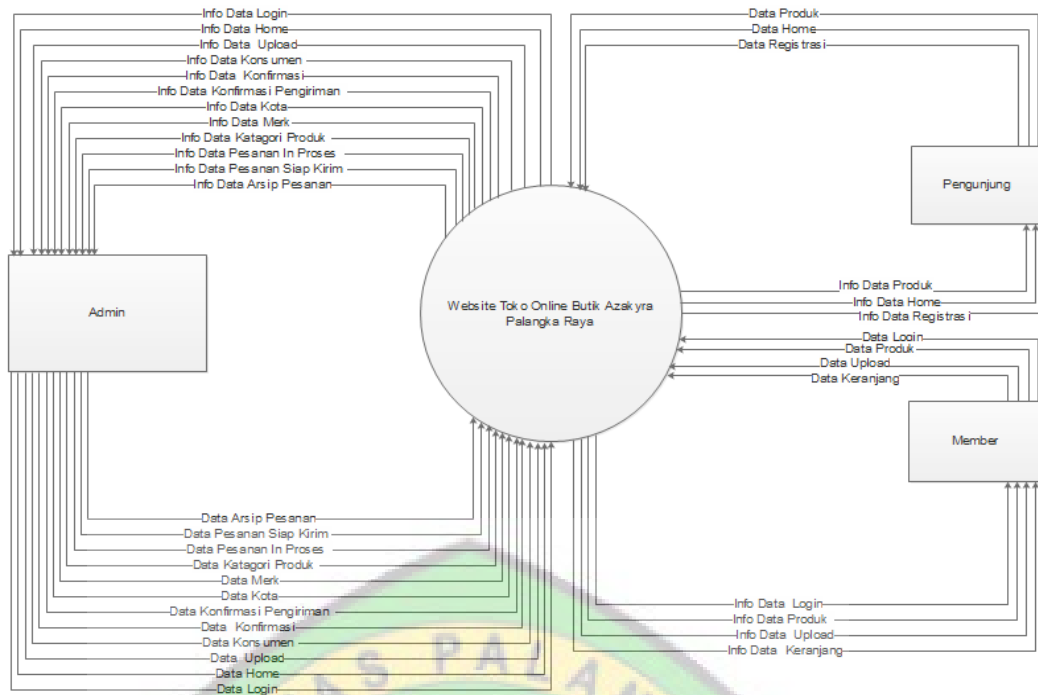 Info Data Login
Info Data Home
Info Data Upload
Info Data Konsumen
Info Data Konfirmasi
Info Data Konfirmasi Pengiriman
Info Data Kota
Info Data Merk
Info Data Katagori Produk
Info Data Pesanan In Proses
Info Data Pesanan Siap Kirim
Info Data Arsip Pesanan
Data Produk
Data Home
Data Registrasi
Pengunjung
Admin
Website Toko Online Butik Azakyra
Palangka Raya
Info Data Produk
Info Data Home
Info Data Registrasi
Data Login
Data Produk
Data Upload
Data Keranjang
Member
Data Arsip Pesanan
Data Pesanan Siap Kirim
Data Pesanan In Proses
Data Katagori Produk
Data Merk
Data Kota
Data Konfirmasi Pengiriman
Data Konfirmasi
Data Konsumen
Data Upload
Data Home
Data Login
Info Data Login
Info Data Produk
Info Data Upload
Info Data Keranjang